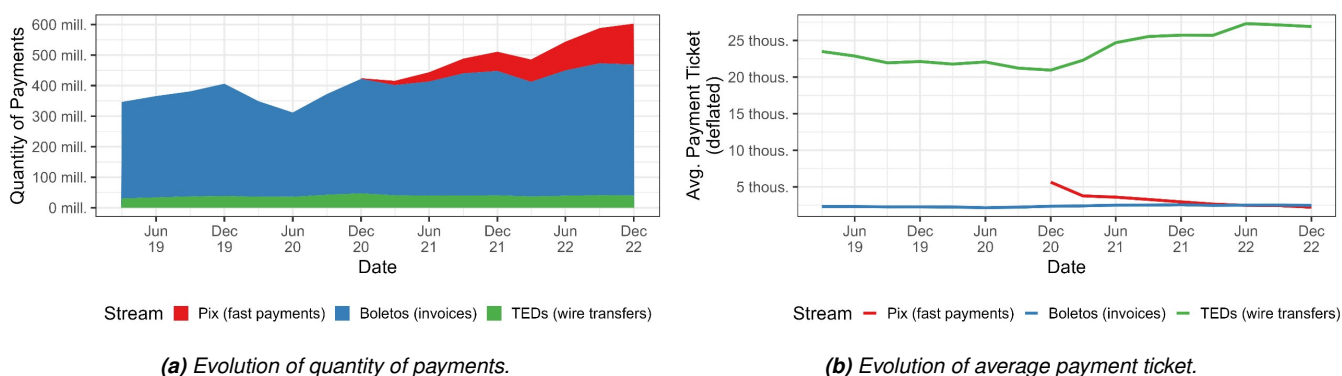 Quantity of Payments
600 mill.
500 mill.
400 mill.
300 mill.
200 mill.
100 mill.
0 mill.
Jun 19
Dec 19
Jun 20
Dec 20
Jun 21
Dec 21
Jun 22
Dec 22
Date
Stream Pix (fast payments) Boletos (invoices) TEDs (wire transfers)
(a) Evolution of quantity of payments.
Avg. Payment Ticket
(deflated)
25 thous.
20 thous.
15 thous.
10 thous.
5 thous.
Jun 19
Dec 19
Jun 20
Dec 20
Jun 21
Dec 21
Jun 22
Dec 22
Date
Stream Pix (fast payments) Boletos (invoices) TEDs (wire transfers)
(b) Evolution of average payment ticket.